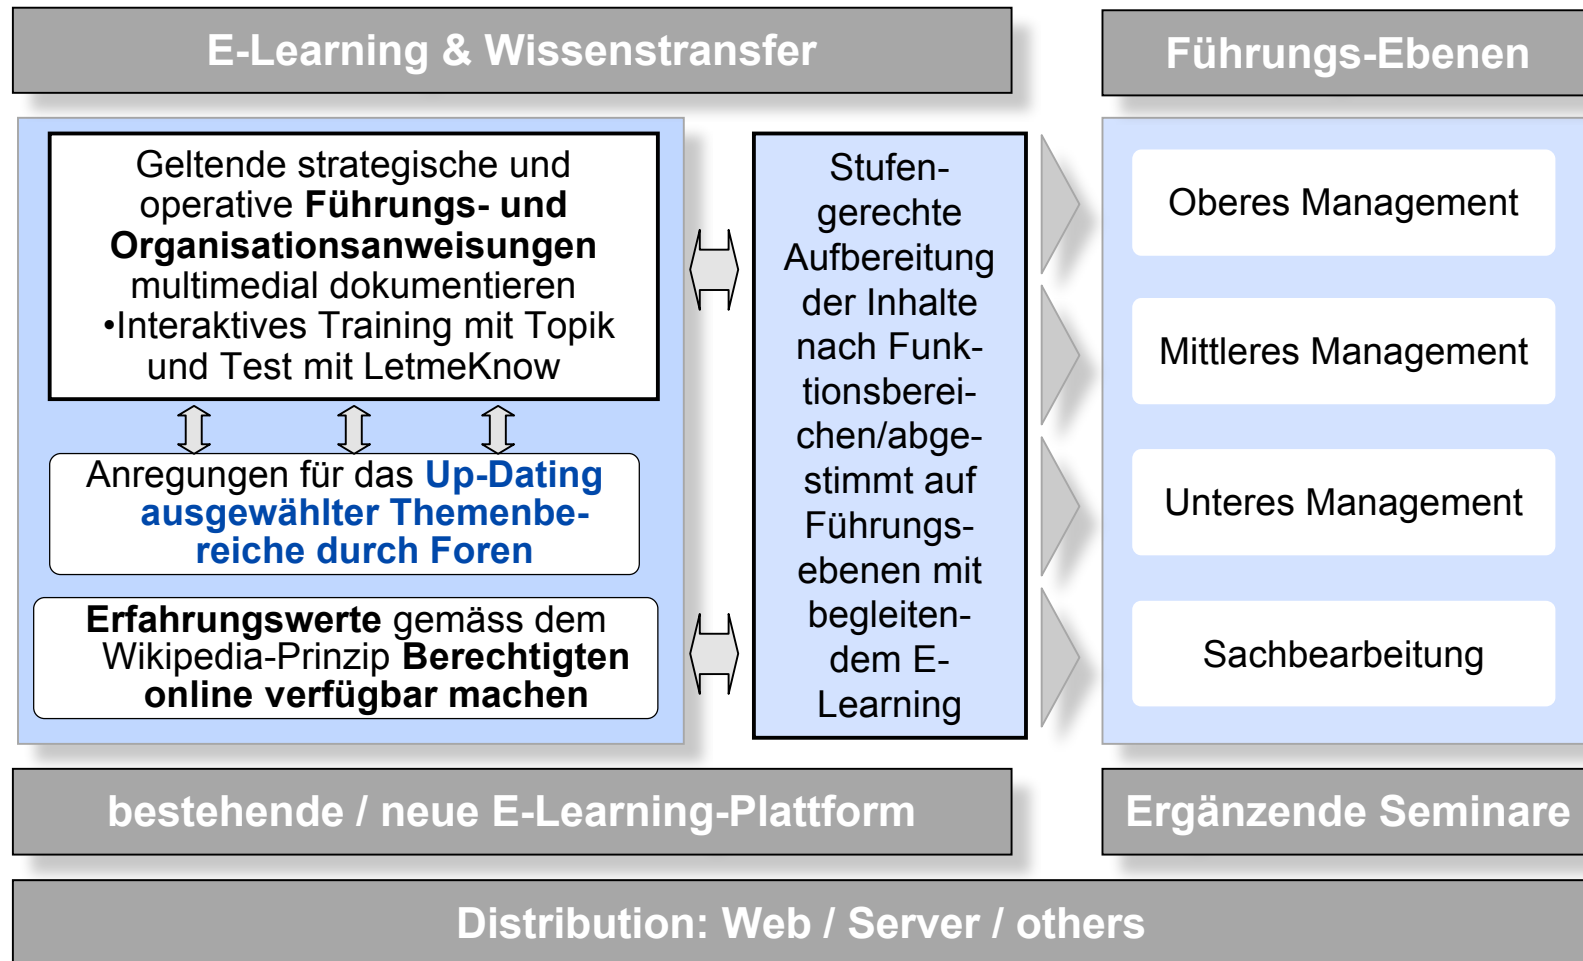 E-Learning & Wissenstransfer
Führungs-Ebenen
Geltende strategische und
operative Führungs- und
Organisationsanweisungen
multimedial dokumentieren
•Interaktives Training mit Topik
und Test mit LetmeKnow
Anregungen für das Up-Dating
ausgewählter Themenbe-
reiche durch Foren
Erfahrungswerte gemäss dem
Wikipedia-Prinzip Berechtigten
online verfügbar machen
Stufen-
gerechte
Aufbereitung
der Inhalte
nach Funk-
tionsberei-
chen/abge-
stimmt auf
Führungs-
ebenen mit
begleiten-
dem E-
Learning
Oberes Management
Mittleres Management
Unteres Management
Sachbearbeitung
bestehende / neue E-Learning-Plattform
Ergänzende Seminare
Distribution: Web / Server / others